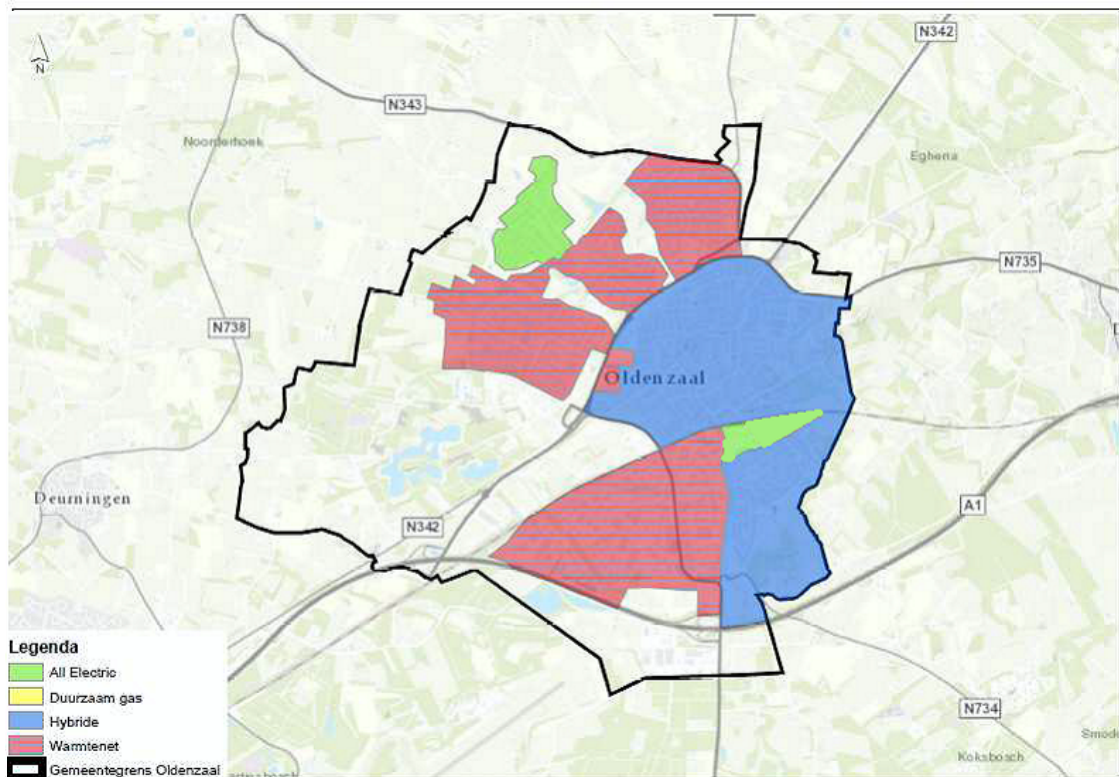 N342
N343
Noorderhoek
Eghena
N
N735
N738
Oldenzaal
Deurningen
A1
N342
Legenda
All Electric
Duurzaam gas
Hybride
Warmtenet
Gemeentegrens Oldenzaal
N734
Koksbosch